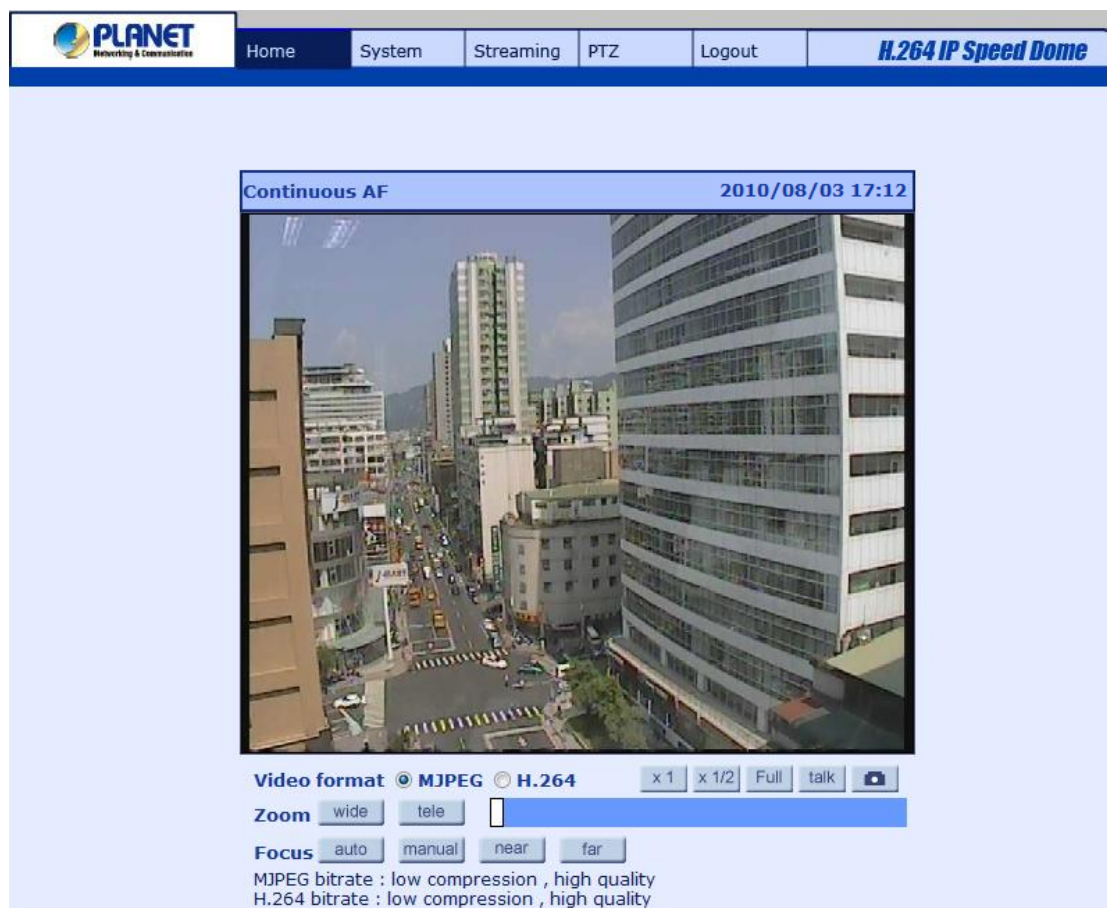 PLANET
Networking & Communication
Home System Streaming PTZ Logout H.264 IP Speed Dome
Continuous AF 2010/08/03 17:12
Video format MJPEG H.264 x 1 x 1/2 Full talk
Zoom wide tele
Focus auto manual near far
MJPEG bitrate : low compression , high quality
H.264 bitrate : low compression , high quality